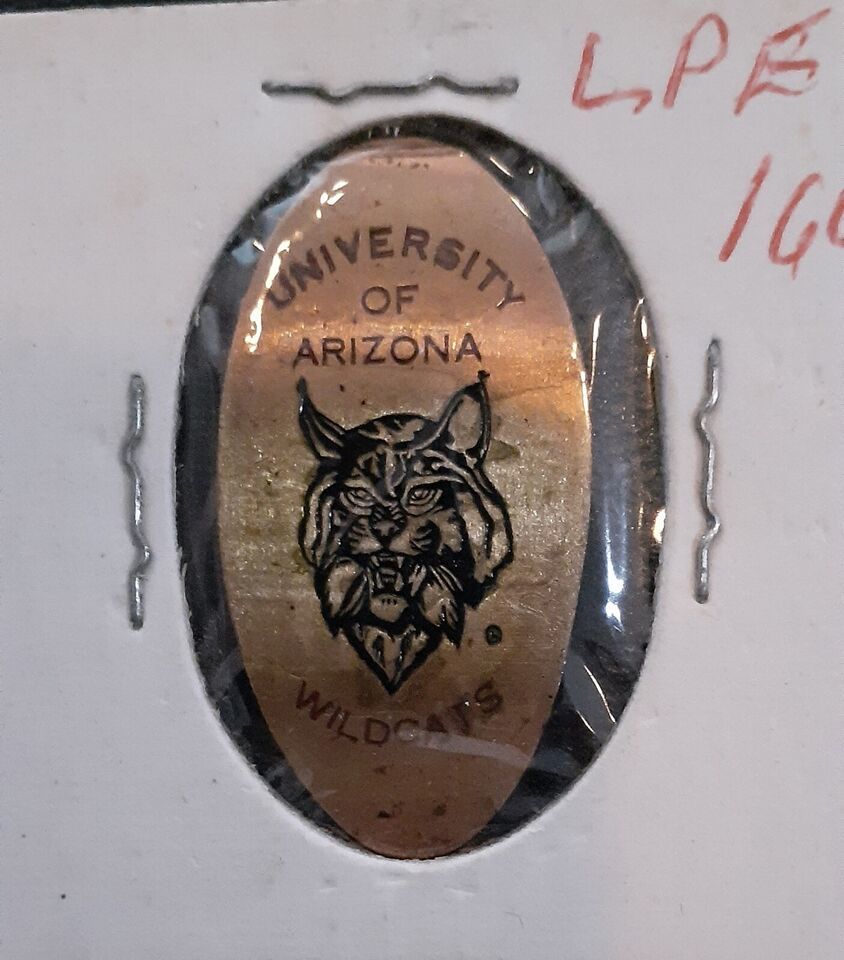 LPE
UNIVERSITY
OF
ARIZONA
®
WILDCATS